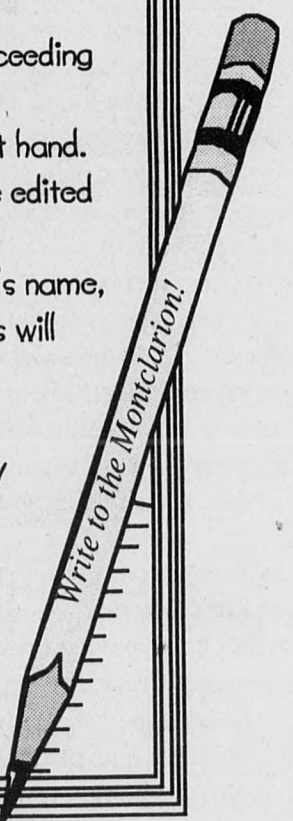 ceeding
t hand.
e edited
's name,
s will
y
Write to the Montclarion!